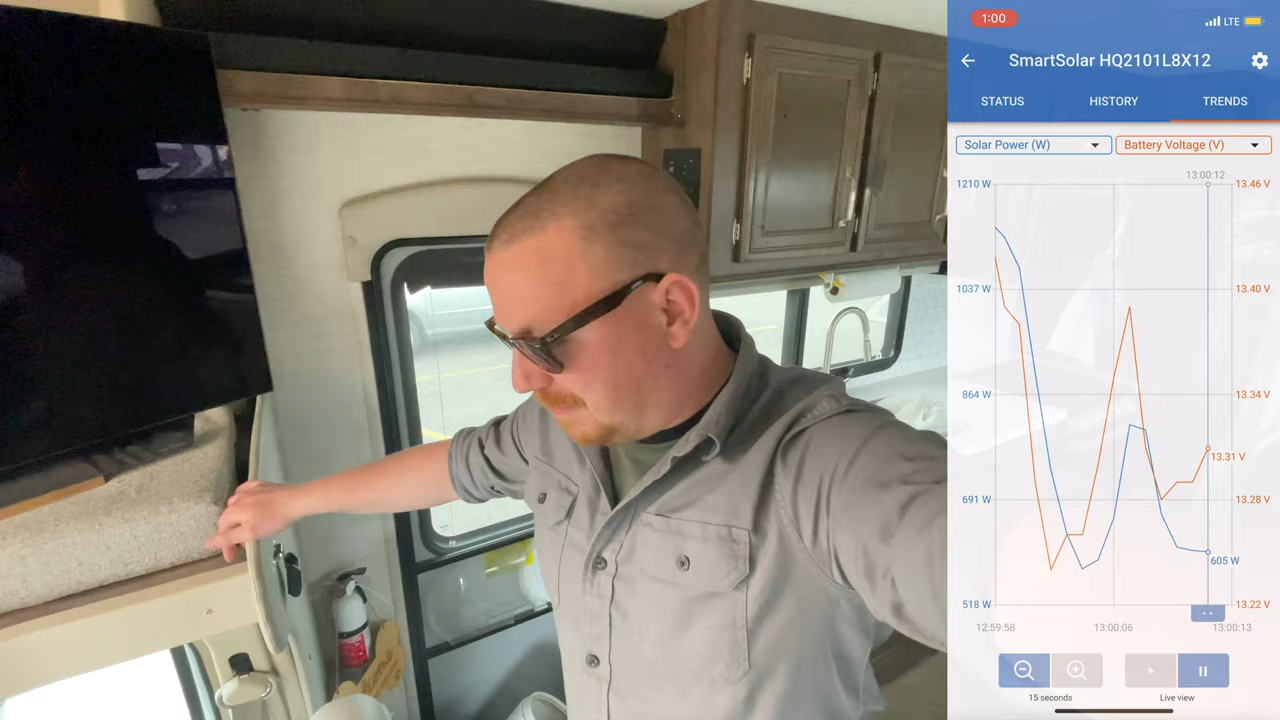 1:00
LTE
SmartSolar HQ2101L8X12
STATUS HISTORY TRENDS
Solar Power (W) Battery Voltage (V)
13:00:12
1210 W 13.46 V
1037 W 13.40 V
864 W 13.34 V
13.31 V
691 W 13.28 V
605 W
518 W 13.22 V
12:59:58 13:00:06 13:00:13
15 seconds Live view